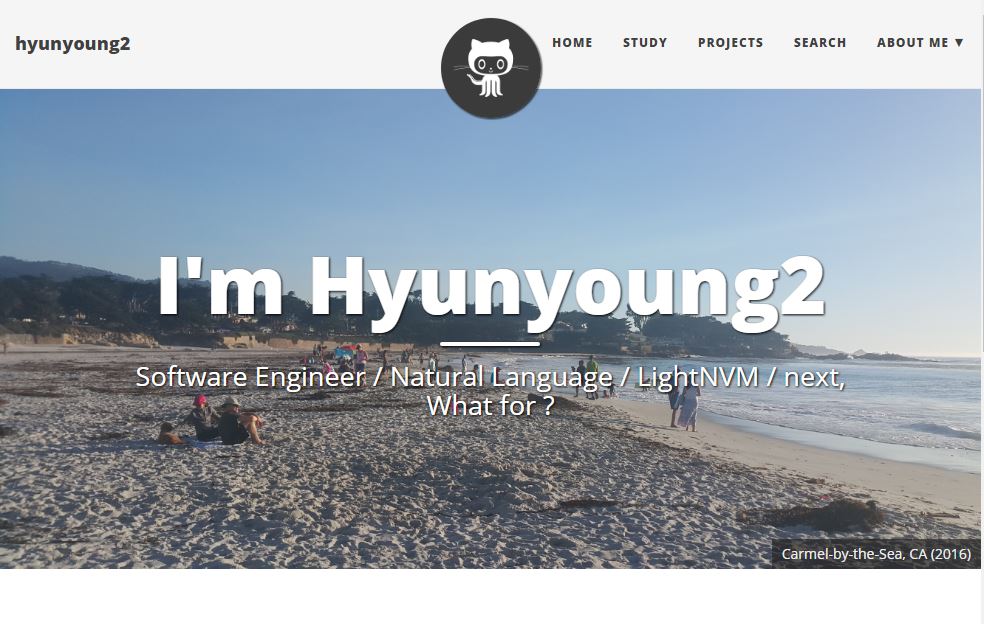 hyunyoung2
HOME STUDY PROJECTS SEARCH ABOUT ME ▼
I'm Hyunyoung2
Software Engineer / Natural Language / LightNVM / next,
What for ?
Carmel-by-the-Sea, CA (2016)